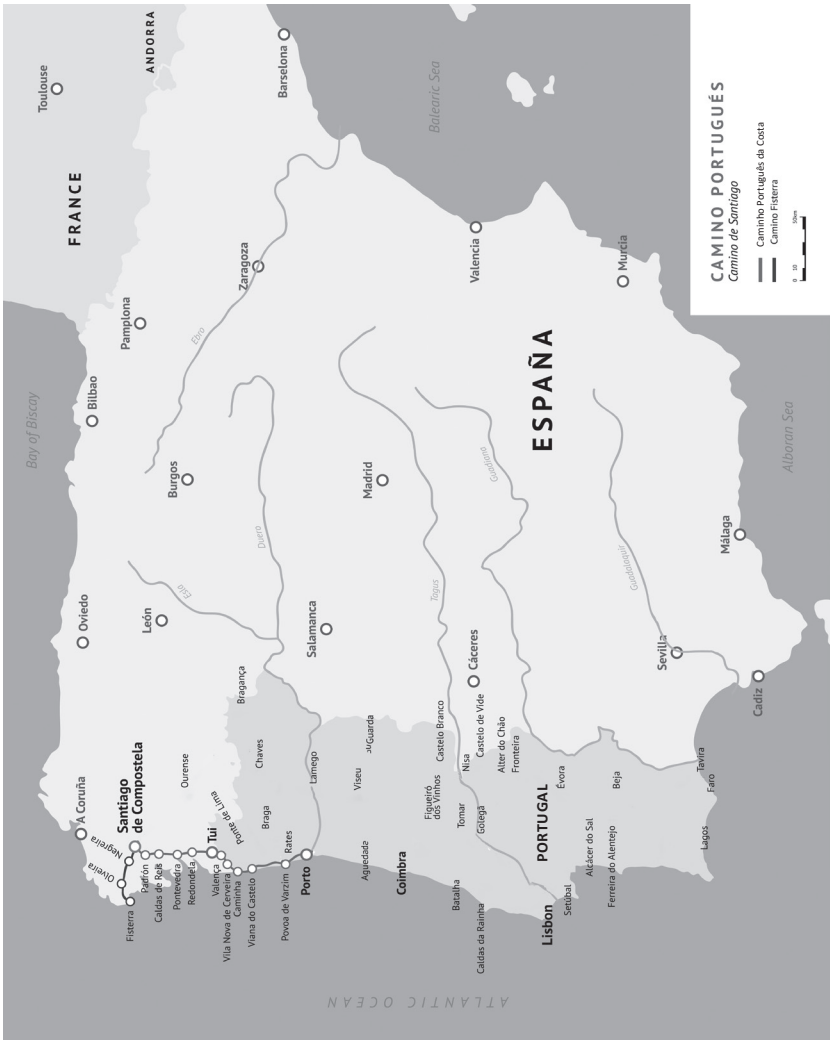 FRANCE
ANDORRA
Toulouse
Barselona
Balearic Sea
Bay of Biscay
Pamplona
Zaragoza
Ebro
Bilbao
Burgos
Valencia
Murcia
ESPAÑA
Madrid
Guadiana
Duero
Esla
Tagus
Guadalaquir
Alboran Sea
Málaga
Oviedo
León
Salamanca
Cáceres
Sevilla
Cadiz
A Coruña
Santiago
de Compostela
Negreira
Olveira
Fisterra
Padrón
Caldas de Reis
Pontevedra
Redondela
Ourense
Tui
Valença
Vila Nova de Cerveira
Caminha
Viana do Castelo
Povoa de Varzim
Rates
Porto
Ponte de Lima
Braga
Chaves
Bragança
Lamego
Viseu
Guarda
Aguedada
Coimbra
Figueiró
dos Vinhos
Castelo Branco
Nisa
Castelo de Vide
Alter do Chão
Fronteira
Tomar
Golegã
Batalha
Caldas da Rainha
PORTUGAL
Lisbon
Setúbal
Évora
Beja
Alcácer do Sal
Ferreira do Alentejo
Lagos
Faro
Tavira
ATLANTIC OCEAN
CAMINO PORTUGUÉS
Camino de Santiago
Caminho Português da Costa
Camino Fisterra
10
50km